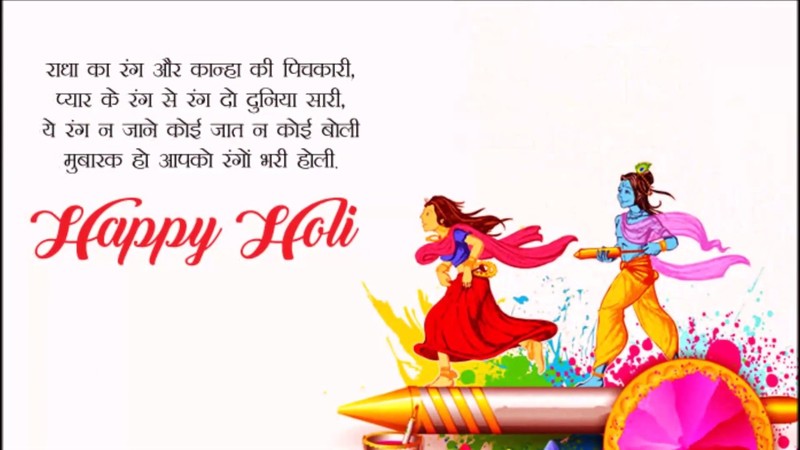 राधा का रंग और कान्हा की पिचकारी,
प्यार के रंग से रंग दो दुनिया सारी,
ये रंग न जाने कोई जात न कोई बोली
मुबारक हो आपको रंगों भरी होली.
Happy Holi